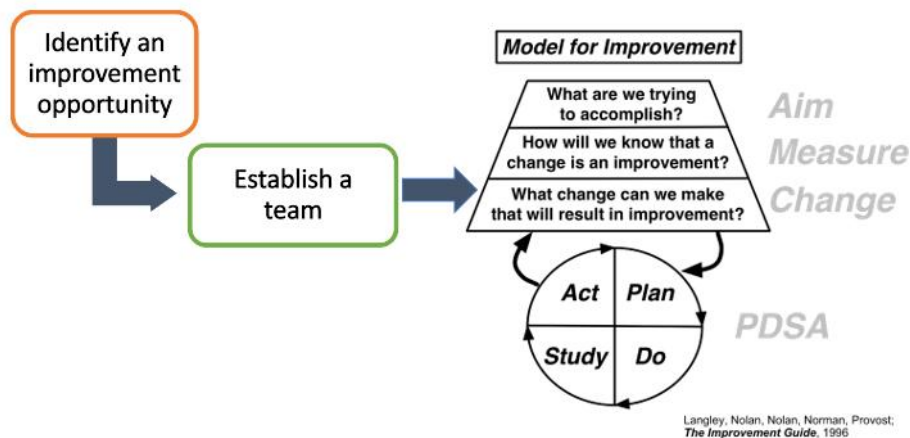 Identify an
improvement
opportunity
Establish a
team
Model for Improvement
What are we trying
to accomplish?
How will we know that a
change is an improvement?
What change can we make
that will result in improvement?
Aim
Measure
Change
Act
Plan
Study
Do
PDSA
Langley, Nolan, Nolan, Norman, Provost;
The Improvement Guide, 1996